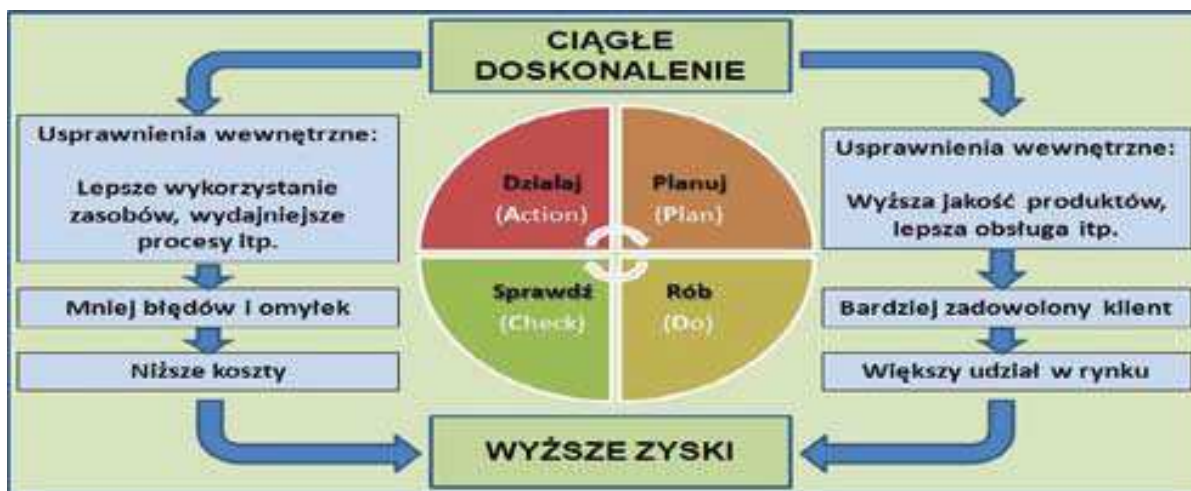 CIĄGŁE
DOSKONALENIE
Usprawnienia wewnętrzne:
Lepsze wykorzystanie
zasobów, wydajniejsze
procesy itp.
Mniej błędów i omyłek
Niższe koszty
Działaj
(Action)
Planuj
(Plan)
Sprawdź
(Check)
Rób
(Do)
Usprawnienia wewnętrzne:
Wyższa jakość produktów,
lepsza obsługa itp.
Bardziej zadowolony klient
Większy udział w rynku
WYŻSZE ZYSKI